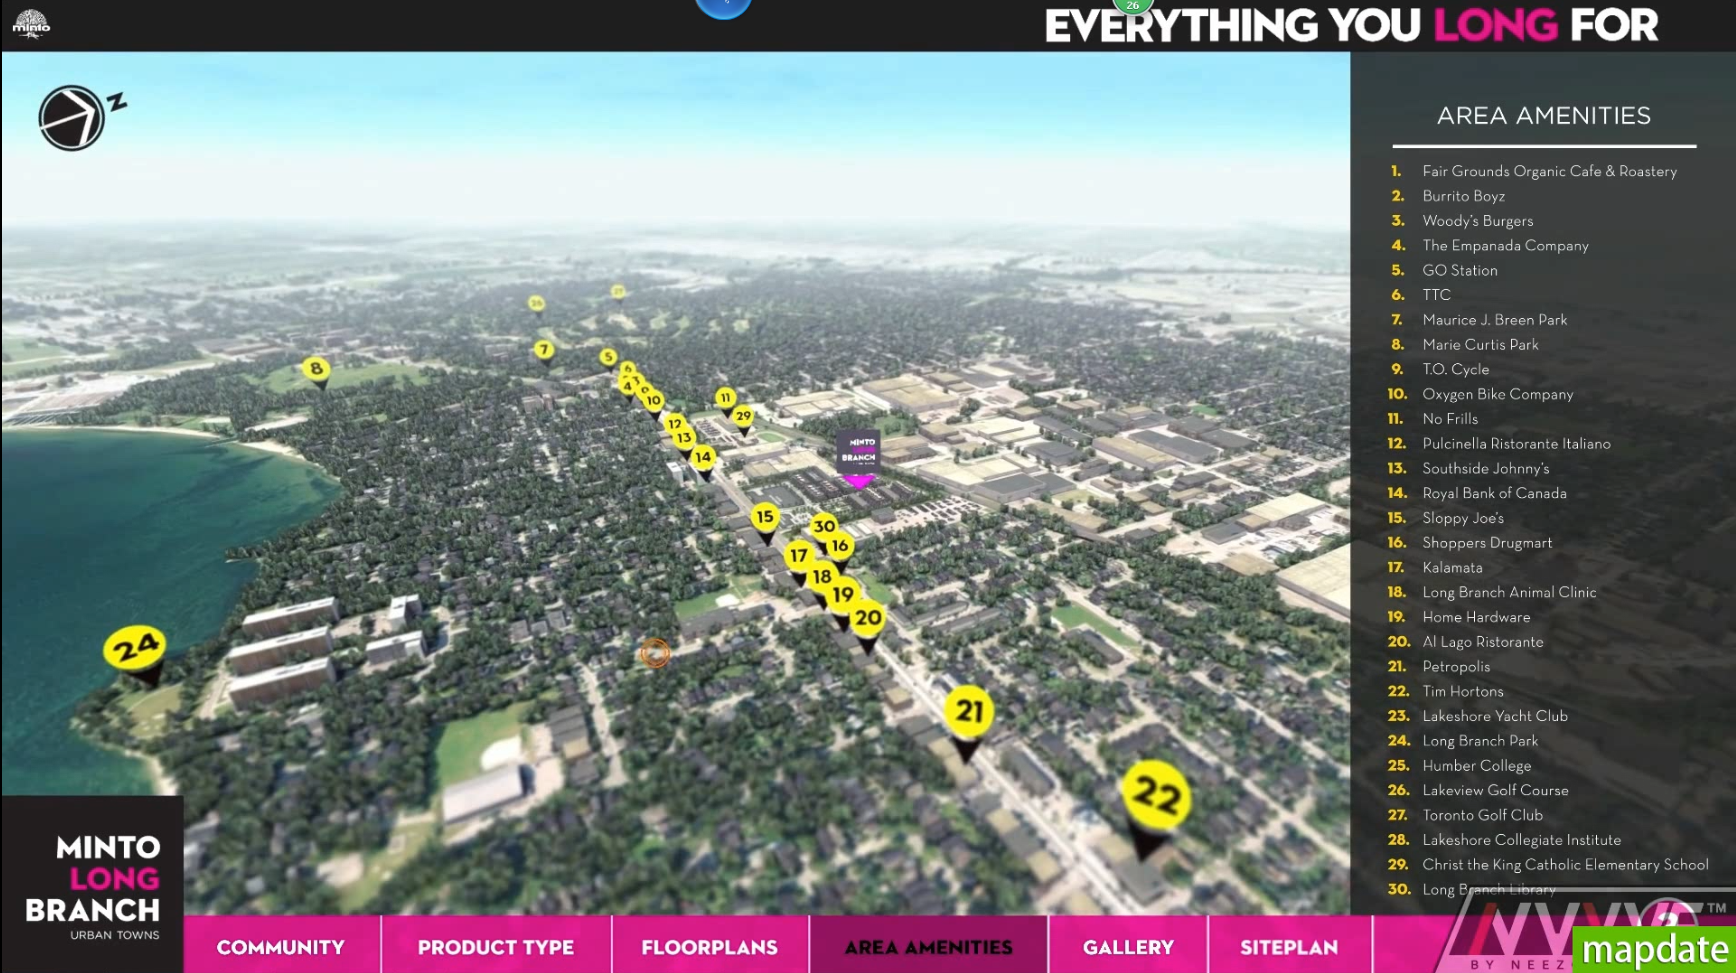 minto
26
EVERYTHING YOU LONG FOR
Z
AREA AMENITIES
1. Fair Grounds Organic Cafe & Roastery
2. Burrito Boyz
3. Woody's Burgers
4. The Empanada Company
5. GO Station
6. TTC
7. Maurice J. Breen Park
8. Marie Curtis Park
9. T.O. Cycle
10. Oxygen Bike Company
11. No Frills
12. Pulcinella Ristorante Italiano
13. Southside Johnny's
14. Royal Bank of Canada
15. Sloppy Joe's
16. Shoppers Drugmart
17. Kalamata
18. Long Branch Animal Clinic
19. Home Hardware
20. Al Lago Ristorante
21. Petropolis
22. Tim Hortons
23. Lakeshore Yacht Club
24. Long Branch Park
25. Humber College
26. Lakeview Golf Course
27. Toronto Golf Club
28. Lakeshore Collegiate Institute
29. Christ the King Catholic Elementary School
30. Long Branch Library
26
7
5
8
6
4
10
11
29
12
13
14
MINTO
LONG
BRANCH
15
30
16
17
18
19
20
24
21
22
MINTO
LONG
BRANCH
URBAN TOWNS
COMMUNITY
PRODUCT TYPE
FLOORPLANS
AREA AMENITIES
GALLERY
SITEPLAN
TM
mapdate